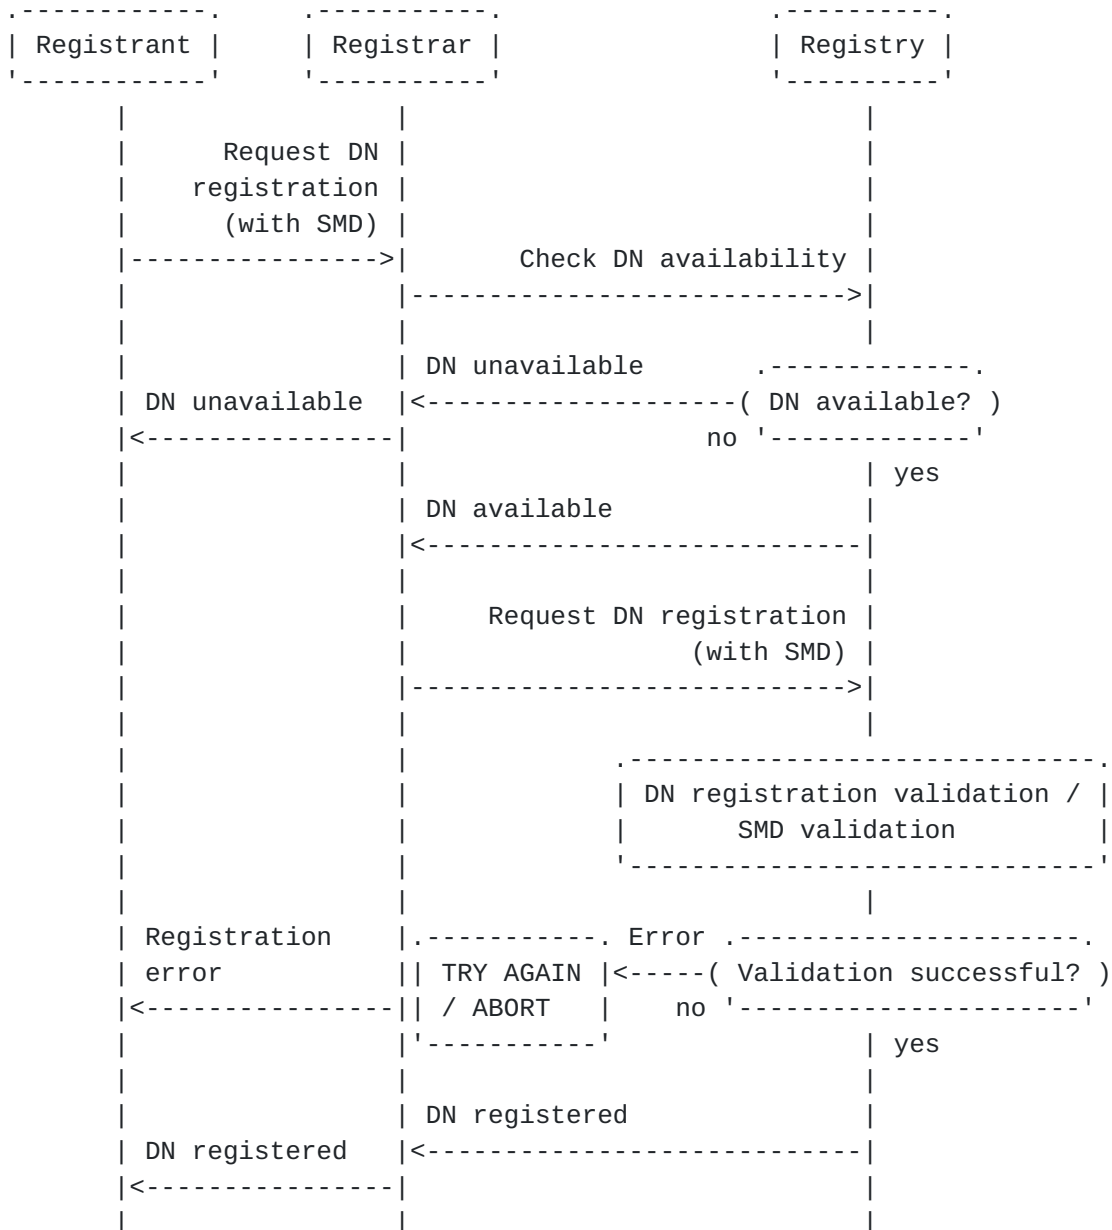 Registrant Registrar Registry
Request DN
registration
(with SMD)
Check DN availability
DN unavailable
DN unavailable ( DN available? )
no
yes
DN available
Request DN registration
(with SMD)
DN registration validation /
SMD validation
Registration Error
error TRY AGAIN ( Validation successful? )
/ ABORT no
yes
DN registered
DN registered